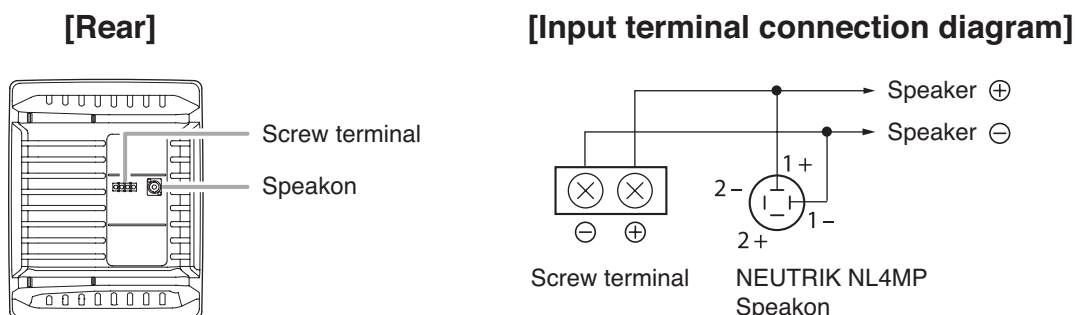 [Rear]
Screw terminal
Speakon
[Input terminal connection diagram]
Speaker ⊕
Speaker ⊖
1 +
2 –
1 –
2 +
⊖ ⊕
Screw terminal
NEUTRIK NL4MP
Speakon